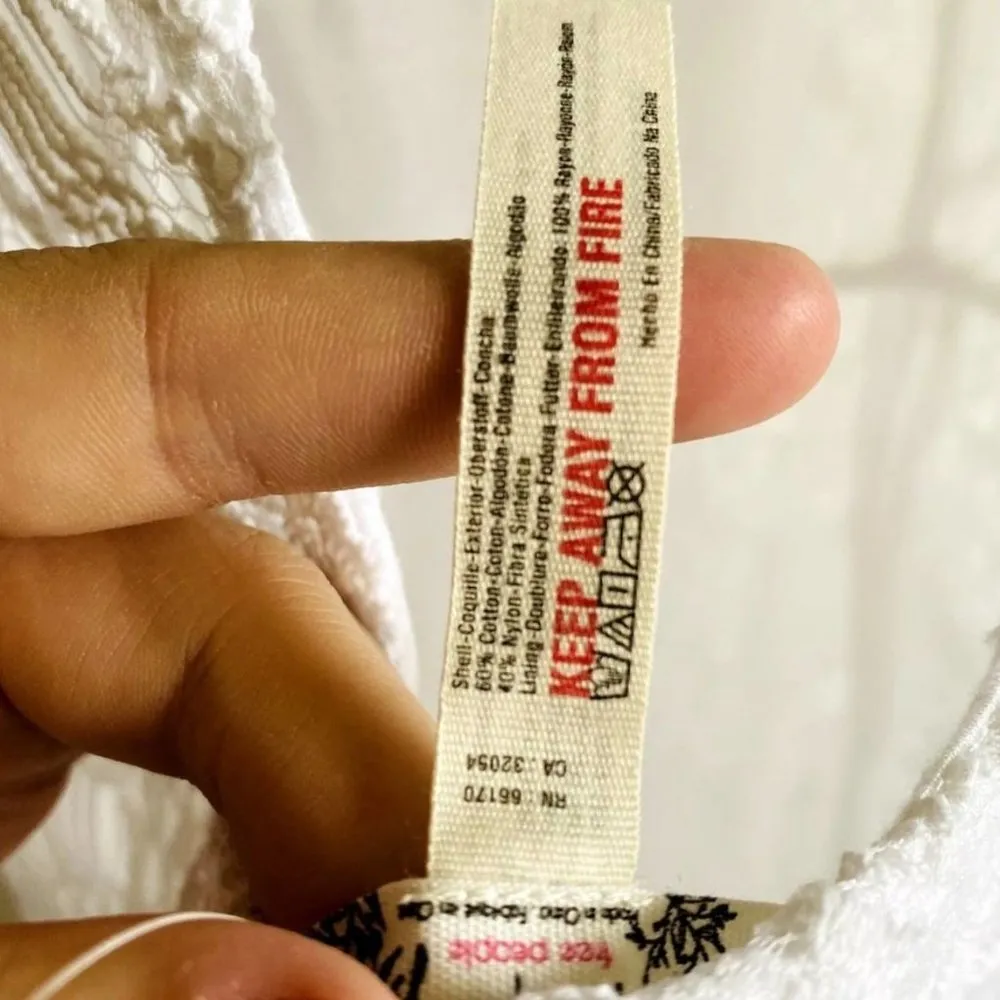 Shell-Coquille-Exterior-Oberstoff-Concha
60% Cotton-Coton-Algodón-Cotone-Baumwolle-Algodão
40% Nylon-Fibra Sintética
Lining-Doublure-Forro-Fodera-Futter-Enfileirando 100% Rayon-Rayonne-Rayon-Raion
KEEP AWAY FROM FIRE
Hecho En China/Fabricado Na China
RN : 66170
CA : 32054
free people